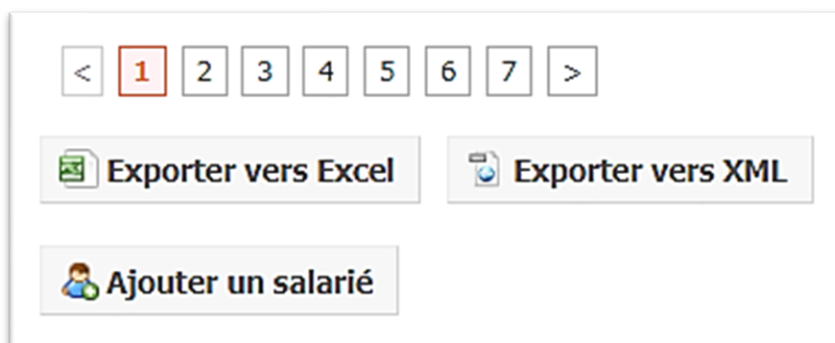 < 1 2 3 4 5 6 7 >
Exporter vers Excel Exporter vers XML
Ajouter un salarié